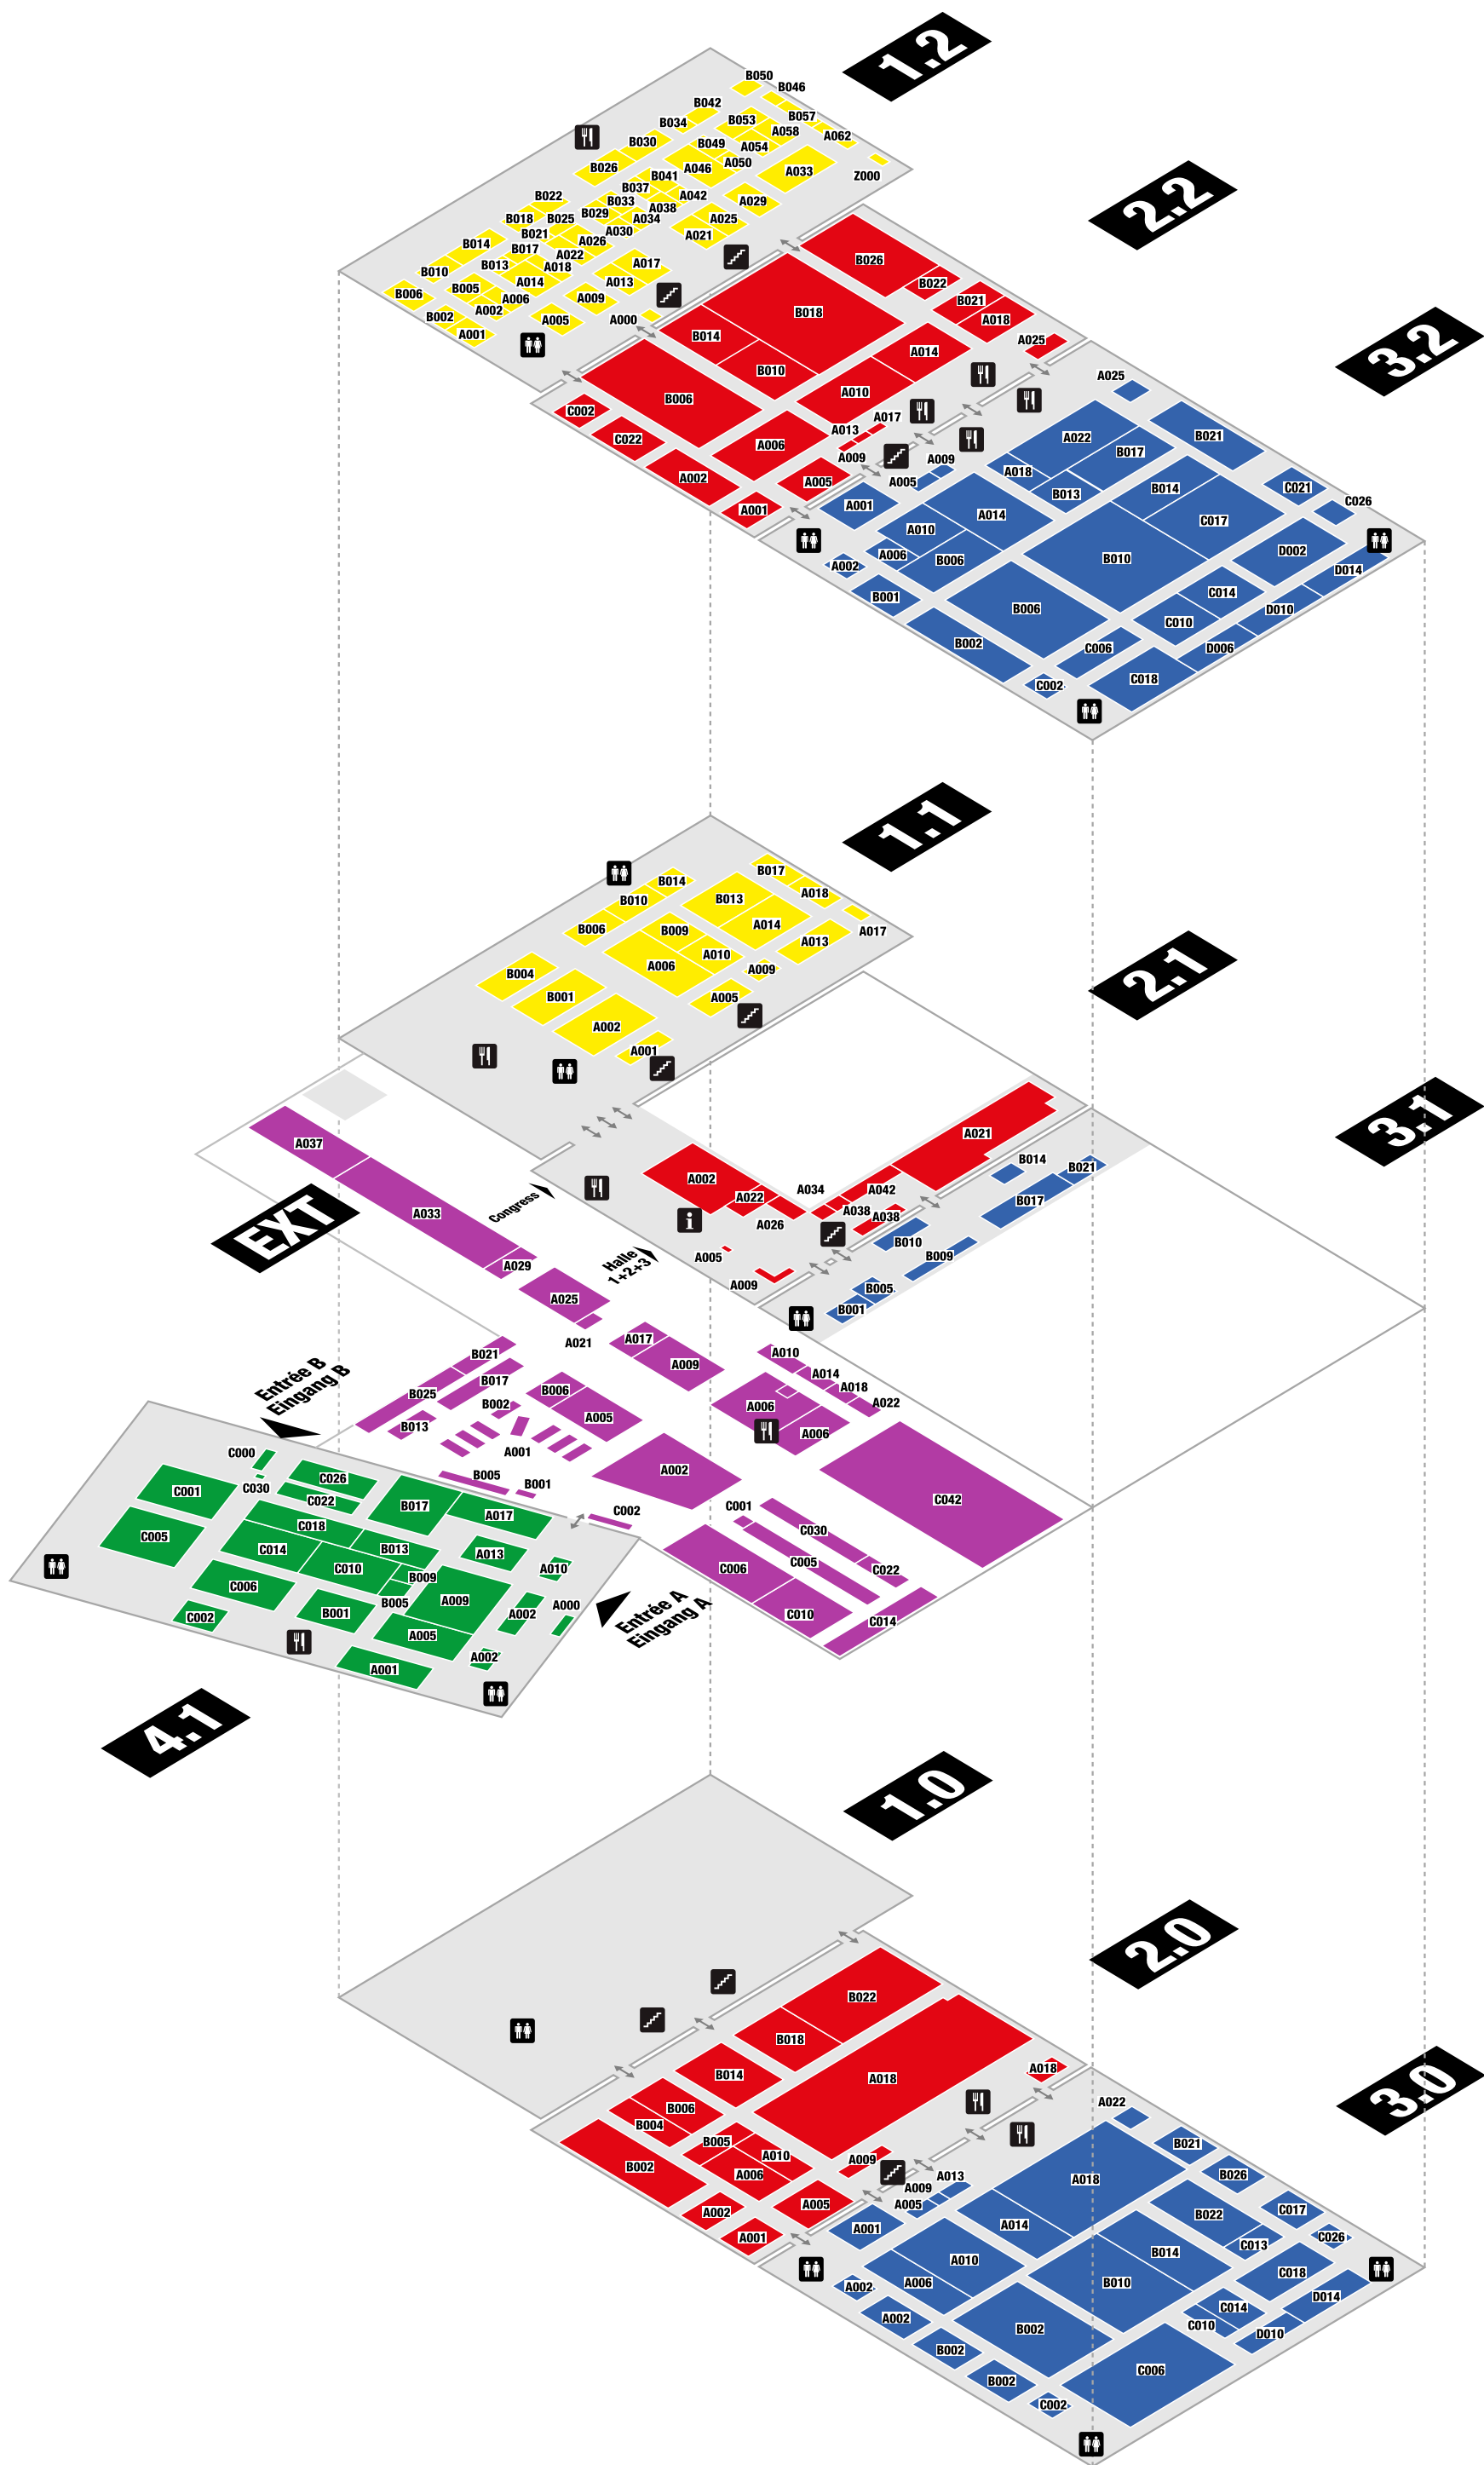 1.2
B050
B046
B042
B057
B034
B053
A058
A062
B030
B049
A054
B026
A046
A050
A033
Z000
B041
B037
A042
A029
B022
B033
A038
B018
B025
B029
A034
A025
B021
A030
A021
B014
B017
A026
A022
B010
B013
A018
A017
B006
B005
A014
A013
A006
A009
B002
A002
A005
A000
A001
2.2
B026
B022
B021
A018
B018
A025
B014
A014
B010
A010
B006
C002
A017
A013
C022
A006
A009
A002
A005
A001
3.2
A025
B021
A022
B017
A009
A018
A005
B013
B014
C021
C026
A001
A014
C017
A010
D002
A006
B006
B010
A002
D014
B001
C014
B006
D010
C010
B002
C006
D006
C002
C018
1.1
B017
B014
A018
B010
B013
B006
A014
A017
B009
A013
A010
A006
A009
B004
B001
A005
A002
A001
2.1
A021
A002
A022
A034
A042
A026
A038
A038
A005
A009
3.1
B014
B021
B017
B010
B009
B005
B001
EXT
A037
A033
Congress
A029
Halle
1+2+3
A025
A021
A017
A009
A010
A014
A018
A022
B021
B017
B025
B006
B002
A005
B013
A006
A006
A001
A002
B005
B001
C002
C042
C001
C030
C005
C006
C022
C010
C014
Entrée B
Eingang B
Entrée A
Eingang A
C000
C030
C026
C001
C022
B017
A017
C005
C018
C014
B013
A013
C010
A010
C006
B009
B005
A009
C002
B001
A002
A000
A005
A002
A001
4.1
1.0
2.0
B022
B018
A018
B014
A018
B006
B004
B005
A010
A009
B002
A006
A005
A002
A001
3.0
A022
B021
B026
A018
A013
A009
A005
C017
B022
A014
A001
C026
C013
B014
A010
A006
B010
C018
A002
D014
A002
C014
C010
B002
D010
B002
C006
B002
C002